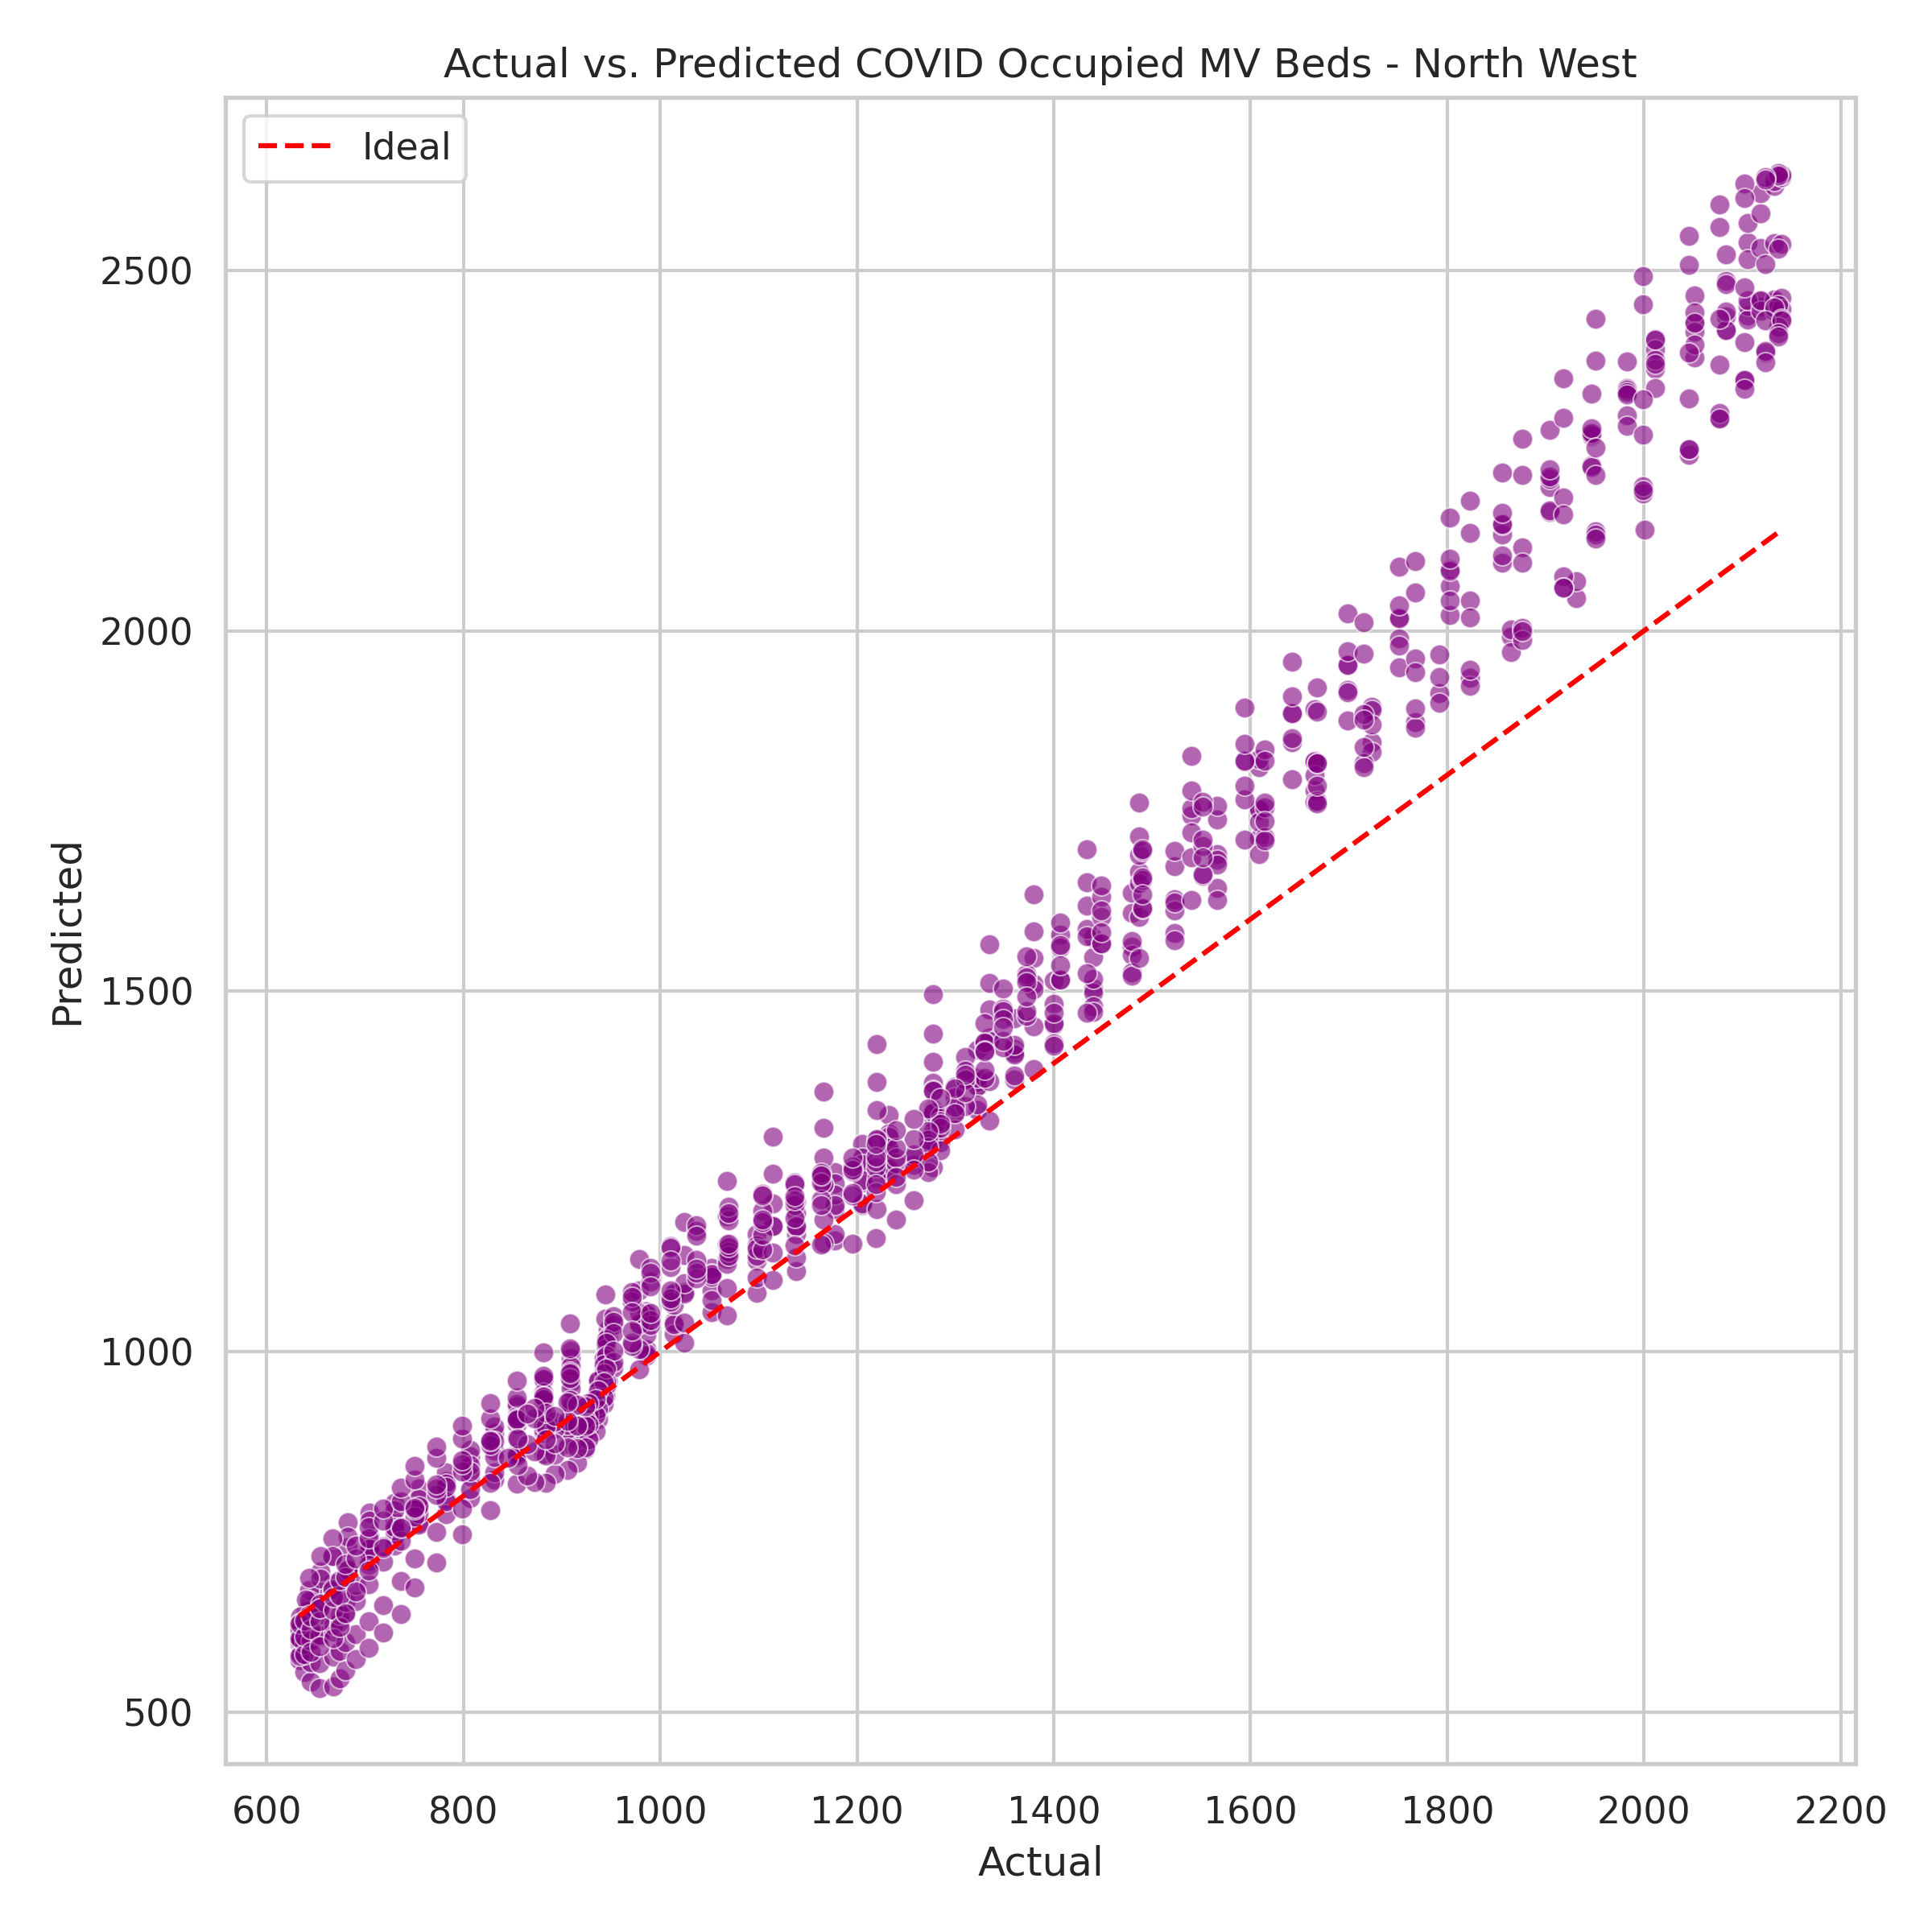 Actual vs. Predicted COVID Occupied MV Beds - North West
Ideal
2500
2000
1500
1000
500
Predicted
600 800 1000 1200 1400 1600 1800 2000 2200
Actual